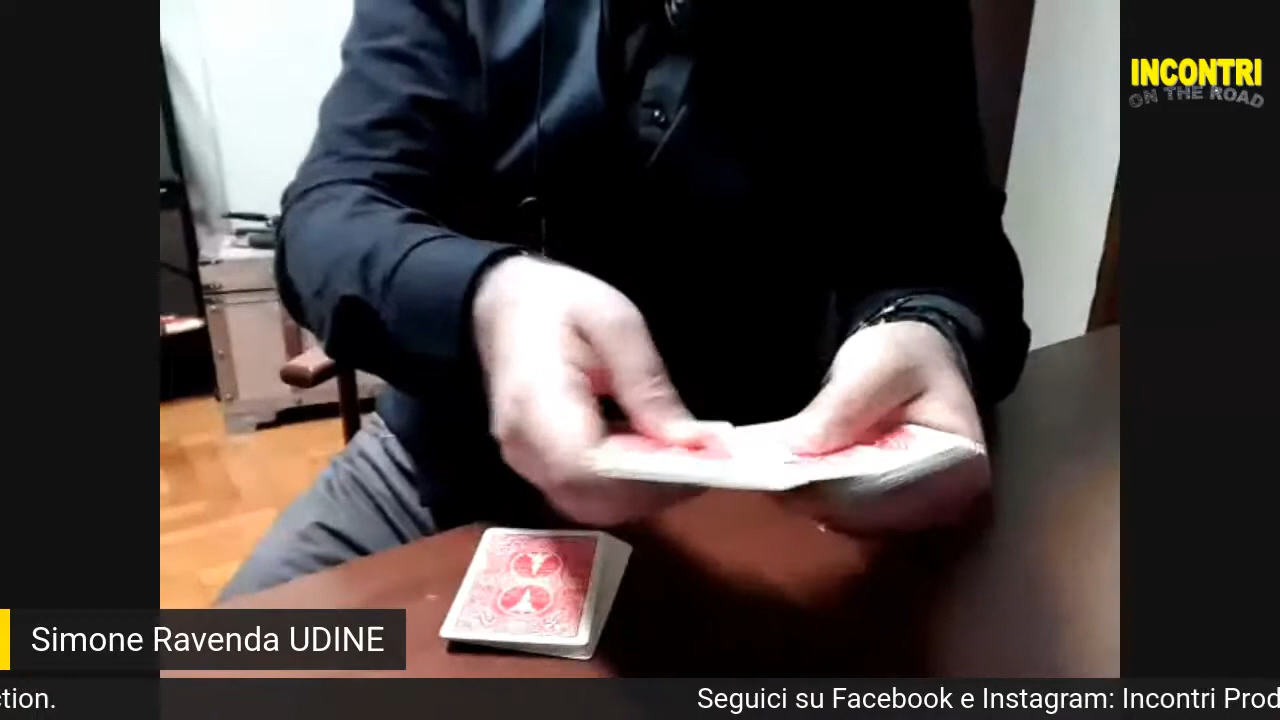 INCONTRI
ON THE ROAD
Simone Ravenda UDINE
ction.
Seguici su Facebook e Instagram: Incontri Prod